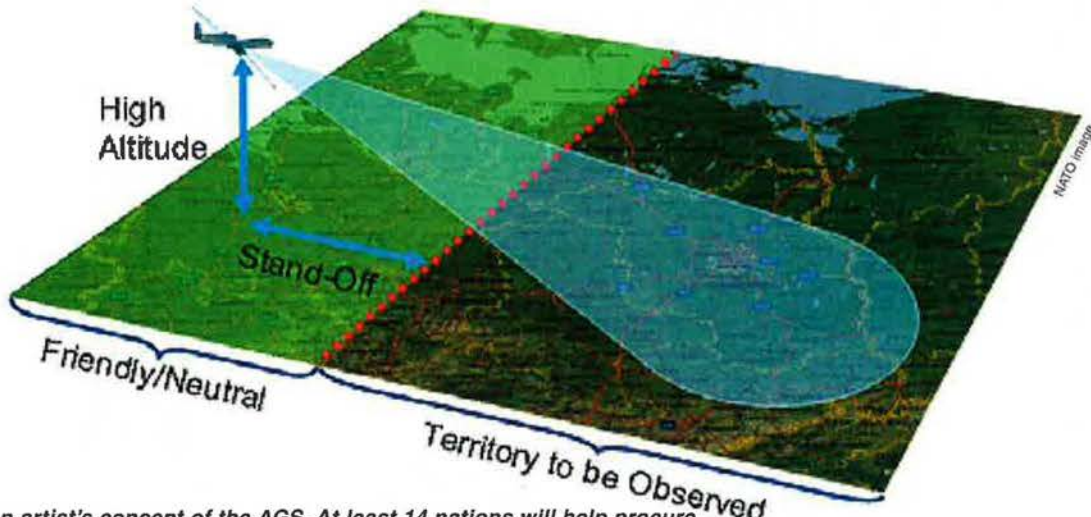 High
Altitude
Stand-Off
Friendly/Neutral
Territory to be Observed
NATO image
artist's concept of the AGS. At least 14 nations will help procure